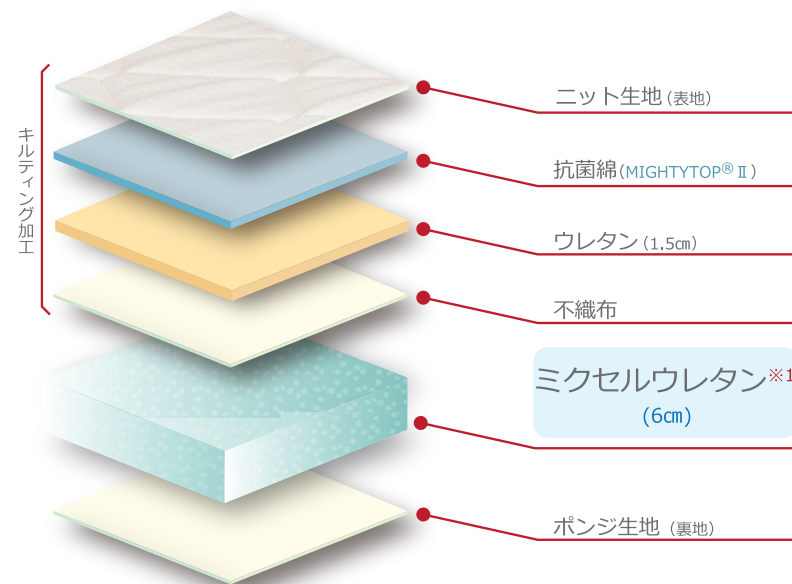 キルティング加工
ニット生地(表地)
抗菌綿(MIGHTYTOP®Ⅱ)
ウレタン(1.5㎝)
不織布
ミクセルウレタン※1
(6㎝)
ポンジ生地(裏地)